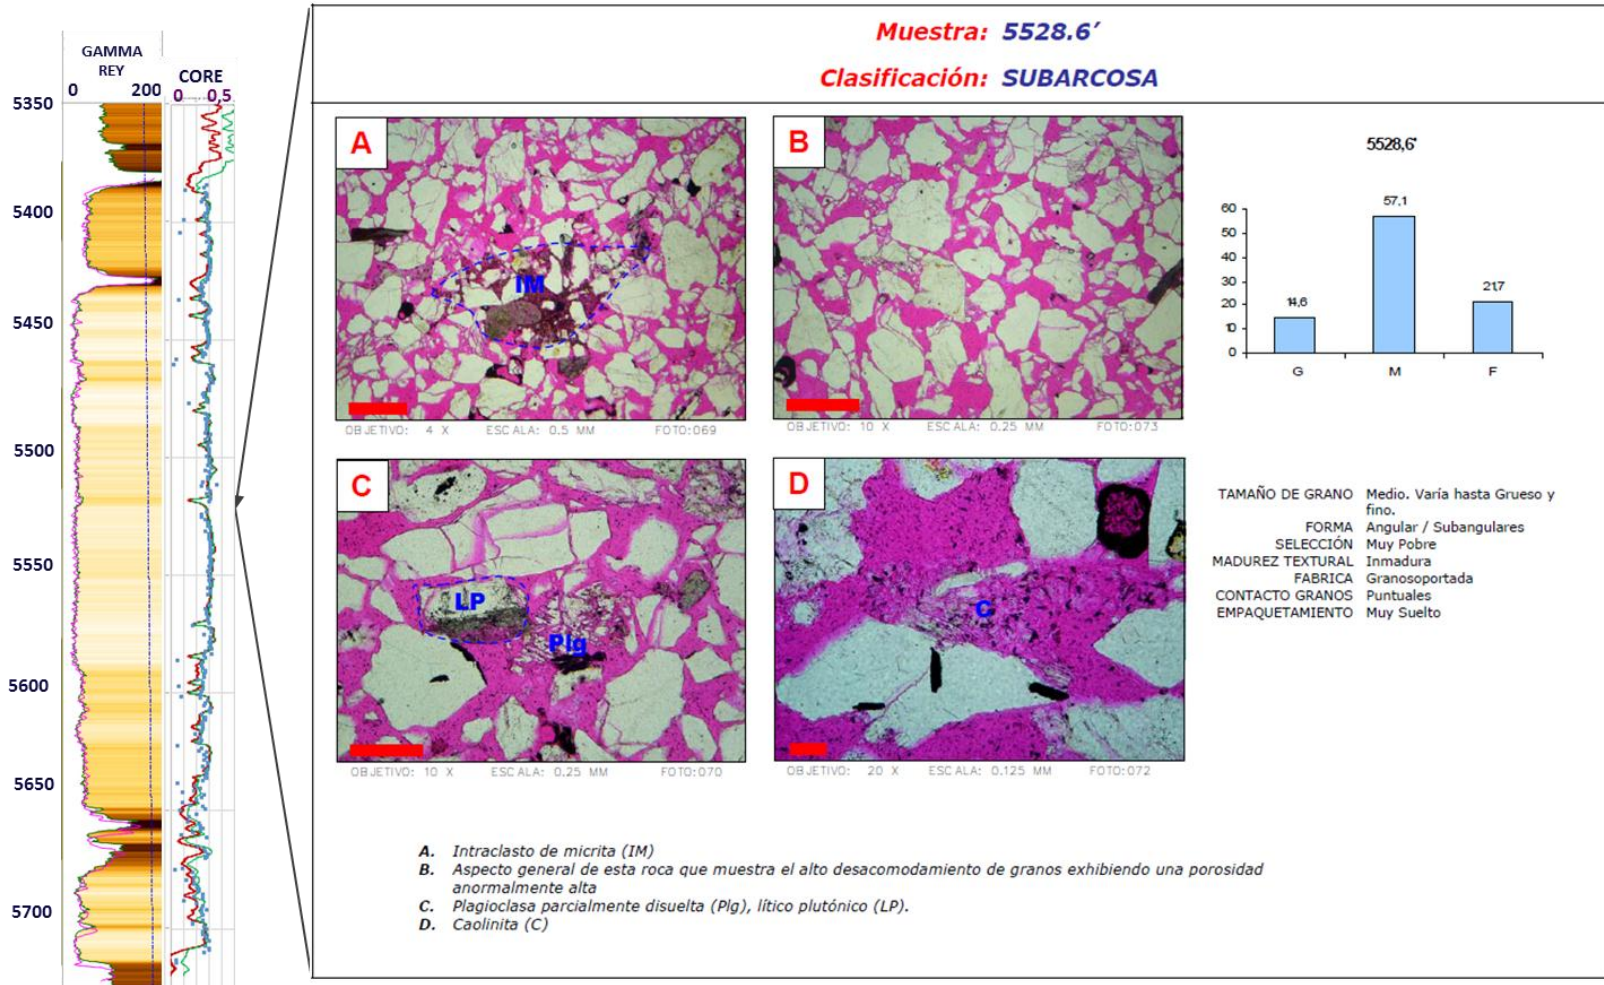 GAMMA
REY
0 200
CORE
0 0,5
5350
5400
5450
5500
5550
5600
5650
5700
Muestra: 5528.6′
Clasificación: SUBARCOSA
A
IM
OBJETIVO: 4 X ESCALA: 0.5 MM FOTO:069
B
OBJETIVO: 10 X ESCALA: 0.25 MM FOTO:073
5528,6'
60
50
40
30
20
10
0
14,6
57,1
21,7
G M F
C
LP
Plg
OBJETIVO: 10 X ESCALA: 0.25 MM FOTO:070
D
C
OBJETIVO: 20 X ESCALA: 0.125 MM FOTO:072
TAMAÑO DE GRANO Medio. Varía hasta Grueso y
fino.
FORMA Angular / Subangulares
SELECCIÓN Muy Pobre
MADUREZ TEXTURAL Inmadura
FABRICA Granosoportada
CONTACTO GRANOS Puntuales
EMPAQUETAMIENTO Muy Suelto
A. Intraclasto de micrita (IM)
B. Aspecto general de esta roca que muestra el alto desacomodamiento de granos exhibiendo una porosidad
anormalmente alta
C. Plagioclasa parcialmente disuelta (Plg), lítico plutónico (LP).
D. Caolinita (C)